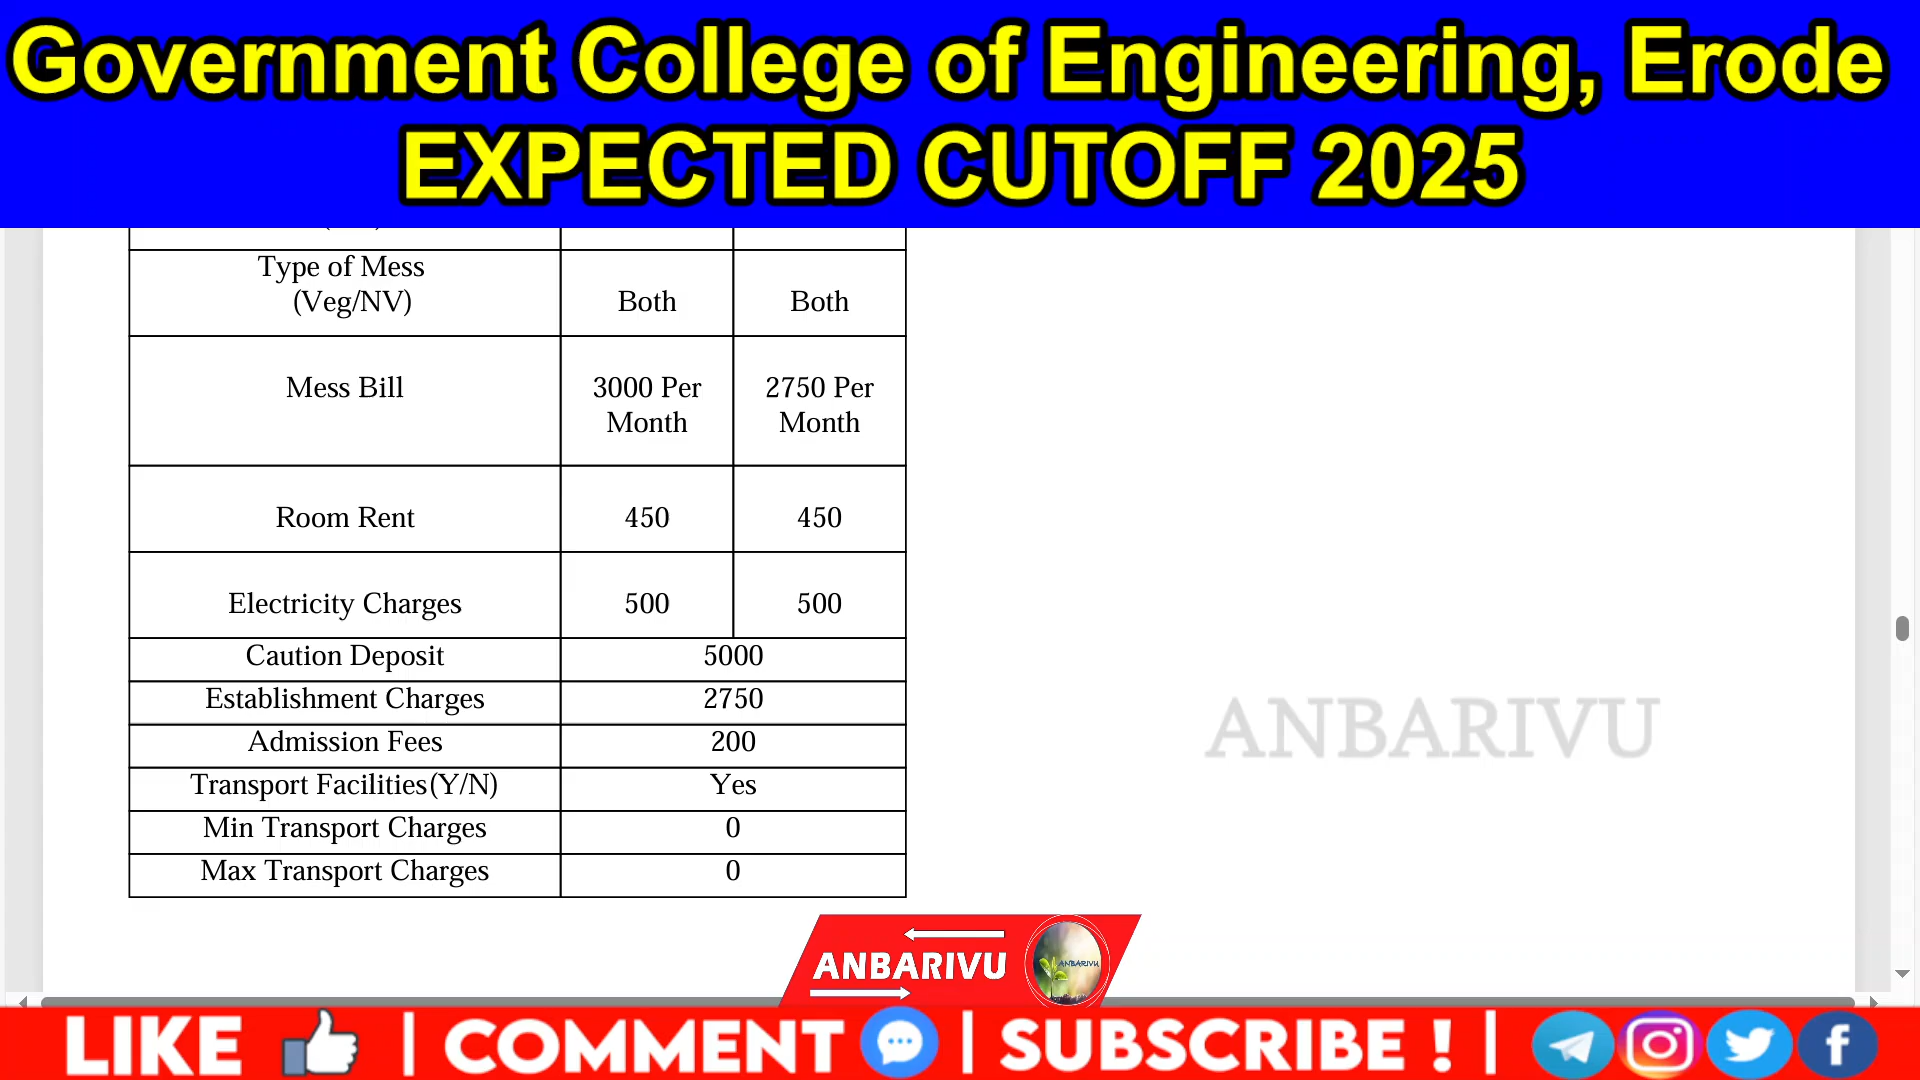 Government College of Engineering, Erode
EXPECTED CUTOFF 2025
Type of Mess
(Veg/NV)
Both
Both
Mess Bill
3000 Per
Month
2750 Per
Month
Room Rent
450
450
Electricity Charges
500
500
Caution Deposit
5000
Establishment Charges
2750
Admission Fees
200
Transport Facilities(Y/N)
Yes
Min Transport Charges
0
Max Transport Charges
0
ANBARIVU
ANBARIVU
ANBARIVU
LIKE | COMMENT | SUBSCRIBE ! |